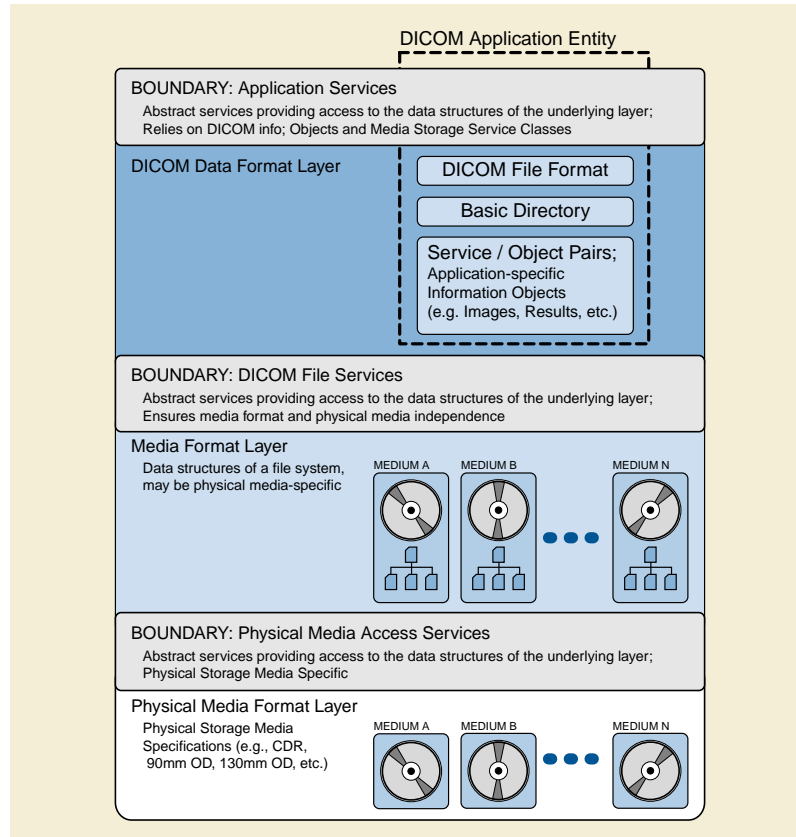 DICOM Application Entity
BOUNDARY: Application Services
Abstract services providing access to the data structures of the underlying layer;
Relies on DICOM info; Objects and Media Storage Service Classes
DICOM Data Format Layer
DICOM File Format
Basic Directory
Service / Object Pairs;
Application-specific
Information Objects
(e.g. Images, Results, etc.)
BOUNDARY: DICOM File Services
Abstract services providing access to the data structures of the underlying layer;
Ensures media format and physical media independence
Media Format Layer
Data structures of a file system,
may be physical media-specific
MEDIUM A
MEDIUM B
MEDIUM N
BOUNDARY: Physical Media Access Services
Abstract services providing access to the data structures of the underlying layer;
Physical Storage Media Specific
Physical Media Format Layer
Physical Storage Media
Specifications (e.g., CDR,
90mm OD, 130mm OD, etc.)
MEDIUM A
MEDIUM B
MEDIUM N